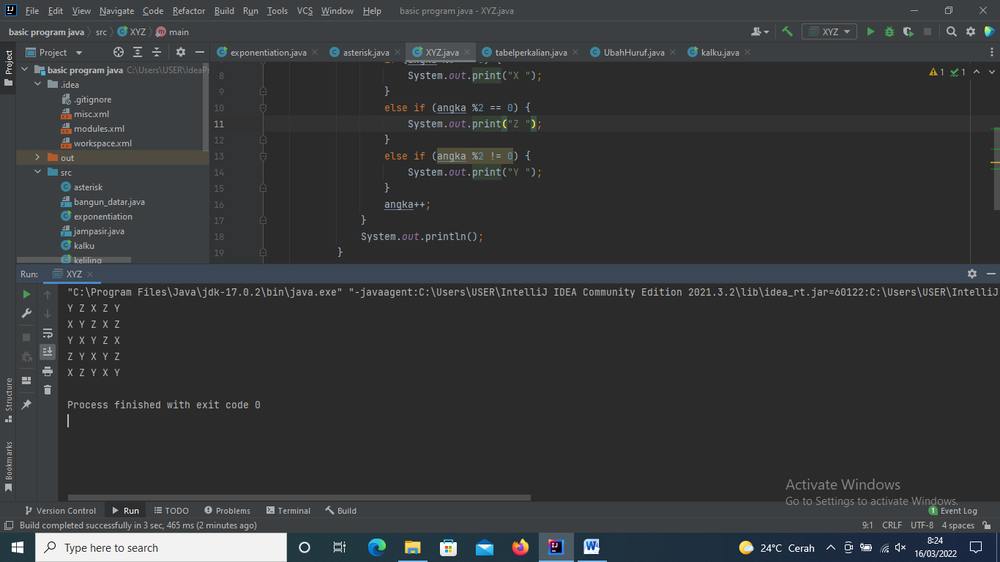 File Edit View Navigate Code Refactor Build Run Tools VCS Window Help basic program java - XYZ.java
basic program java src XYZ main XYZ
Project exponentiation.java asterisk.java XYZ.java tabelperkalian.java UbahHuruf.java kalku.java
Project
basic program java C:\Users\USER\IdeaPr
.idea
.gitignore
misc.xml
modules.xml
workspace.xml
out
src
asterisk
bangun_datar.java
exponentiation
jampasir.java
kalku
keliling
1 1
8 System.out.print("X ");
9 }
10 else if (angka %2 == 0) {
11 System.out.print("Z ");
12 }
13 else if (angka %2 != 0) {
14 System.out.print("Y ");
15 }
16 angka++;
17 }
18 System.out.println();
19 }
Run: XYZ
"C:\Program Files\Java\jdk-17.0.2\bin\java.exe" "-javaagent:C:\Users\USER\IntelliJ IDEA Community Edition 2021.3.2\lib\idea_rt.jar=60122:C:\Users\USER\IntelliJ
Y Z X Z Y
X Y Z X Z
Y X Y Z X
Z Y X Y Z
X Z Y X Y
Process finished with exit code 0
Structure
Bookmarks
Activate Windows
Go to Settings to activate Windows.
Version Control Run TODO Problems Terminal Build 1 Event Log
Build completed successfully in 3 sec, 465 ms (2 minutes ago) 9:1 CRLF UTF-8 4 spaces
Type here to search 24°C Cerah 8:24
16/03/2022